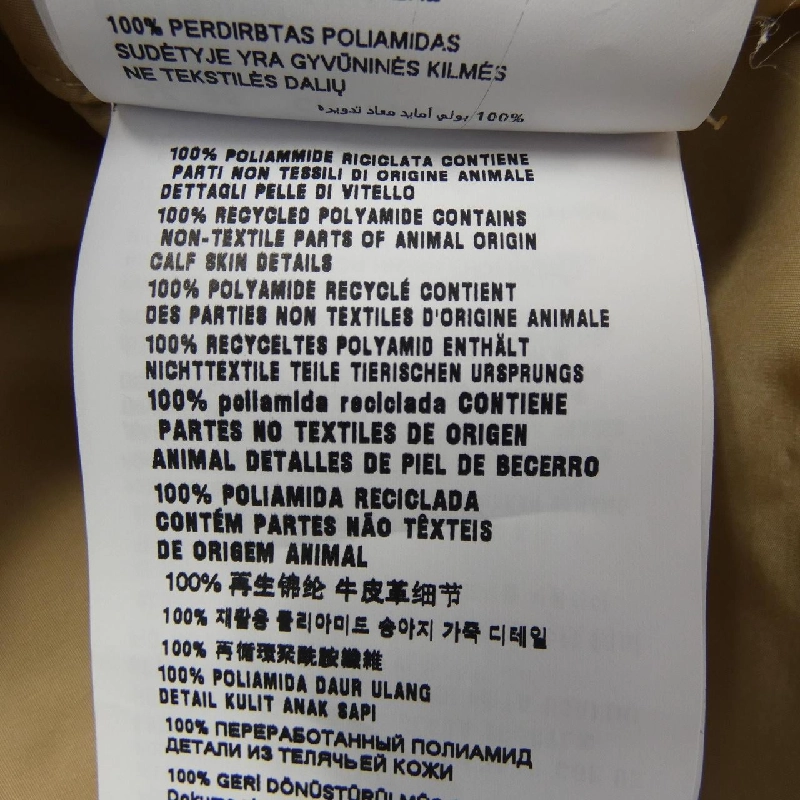 100% PERDIRBTAS POLIAMIDAS
SUDĖTYJE YRA GYVŪNINĖS KILMĖS
NE TEKSTILĖS DALIŲ
100% بولي أمايد معاد تدويره
100% POLIAMMIDE RICICLATA CONTIENE
PARTI NON TESSILI DI ORIGINE ANIMALE
DETTAGLI PELLE DI VITELLO
100% RECYCLED POLYAMIDE CONTAINS
NON-TEXTILE PARTS OF ANIMAL ORIGIN
CALF SKIN DETAILS
100% POLYAMIDE RECYCLÉ CONTIENT
DES PARTIES NON TEXTILES D'ORIGINE ANIMALE
100% RECYCELTES POLYAMID ENTHÄLT
NICHTTEXTILE TEILE TIERISCHEN URSPRUNGS
100% poliamida reciclada CONTIENE
PARTES NO TEXTILES DE ORIGEN
ANIMAL DETALLES DE PIEL DE BECERRO
100% POLIAMIDA RECICLADA
CONTÉM PARTES NÃO TÊXTEIS
DE ORIGEM ANIMAL
100% 再生锦纶 牛皮革细节
100% 재활용 폴리아미드 송아지 가죽 디테일
100% 再循環聚酰胺纖維
100% POLIAMIDA DAUR ULANG
DETAIL KULIT ANAK SAPI
100% ПЕРЕРАБОТАННЫЙ ПОЛИАМИД
ДЕТАЛИ ИЗ ТЕЛЯЧЬЕЙ КОЖИ
100% GERİ DÖNÜŞTÜRÜLMÜŞ